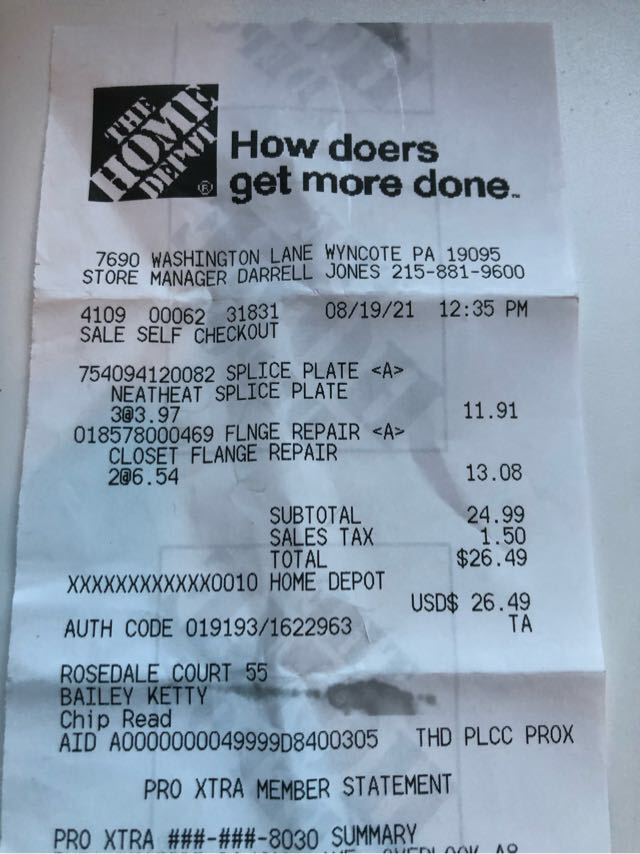 THE
HOME
DEPOT
®
How doers
get more done™
7690 WASHINGTON LANE WYNCOTE PA 19095
STORE MANAGER DARRELL JONES 215-881-9600
4109 00062 31831 08/19/21 12:35 PM
SALE SELF CHECKOUT
754094120082 SPLICE PLATE <A>
NEATHEAT SPLICE PLATE
3@3.97 11.91
018578000469 FLNGE REPAIR <A>
CLOSET FLANGE REPAIR
2@6.54 13.08
SUBTOTAL 24.99
SALES TAX 1.50
TOTAL $26.49
XXXXXXXXXXXX0010 HOME DEPOT
USD$ 26.49
AUTH CODE 019193/1622963 TA
ROSEDALE COURT 55
BAILEY KETTY
Chip Read
AID A0000000049999D8400305 THD PLCC PROX
PRO XTRA MEMBER STATEMENT
PRO XTRA ###-###-8030 SUMMARY